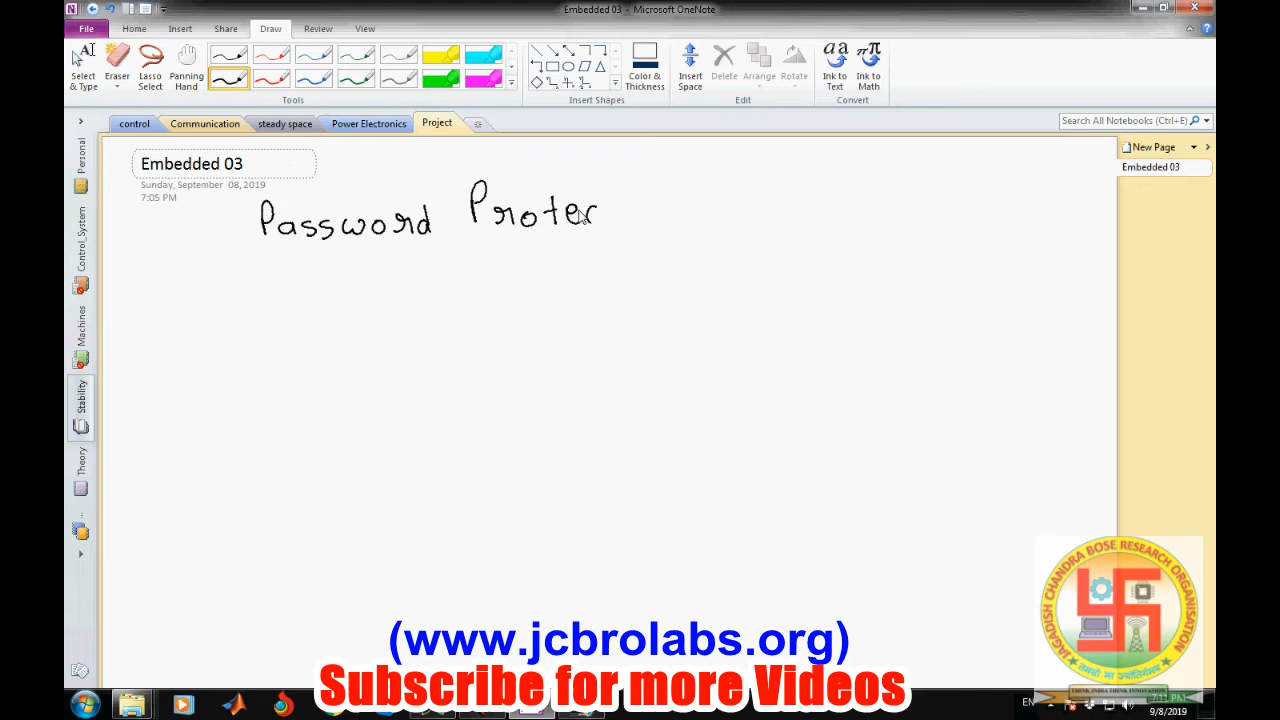 Embedded 03 - Microsoft OneNote
File Home Insert Share Draw Review View
Select & Type
Eraser
Lasso Select
Panning Hand
Color & Thickness
Insert Space
Delete
Arrange
Rotate
Ink to Text
Ink to Math
Tools Insert Shapes Edit Convert
control Communication steady space Power Electronics Project
Search All Notebooks (Ctrl+E)
New Page
Embedded 03
Personal
Control_System
Machines
Stability
Theory
Embedded 03
Sunday, September 08, 2019
7:05 PM
Password Proter
JAGADISH CHANDRA BOSE RESEARCH ORGANISATION
THINK INDIA THINK INNOVATION
(www.jcbrolabs.org)
Subscribe for more Videos
EN
7:11 PM
9/8/2019